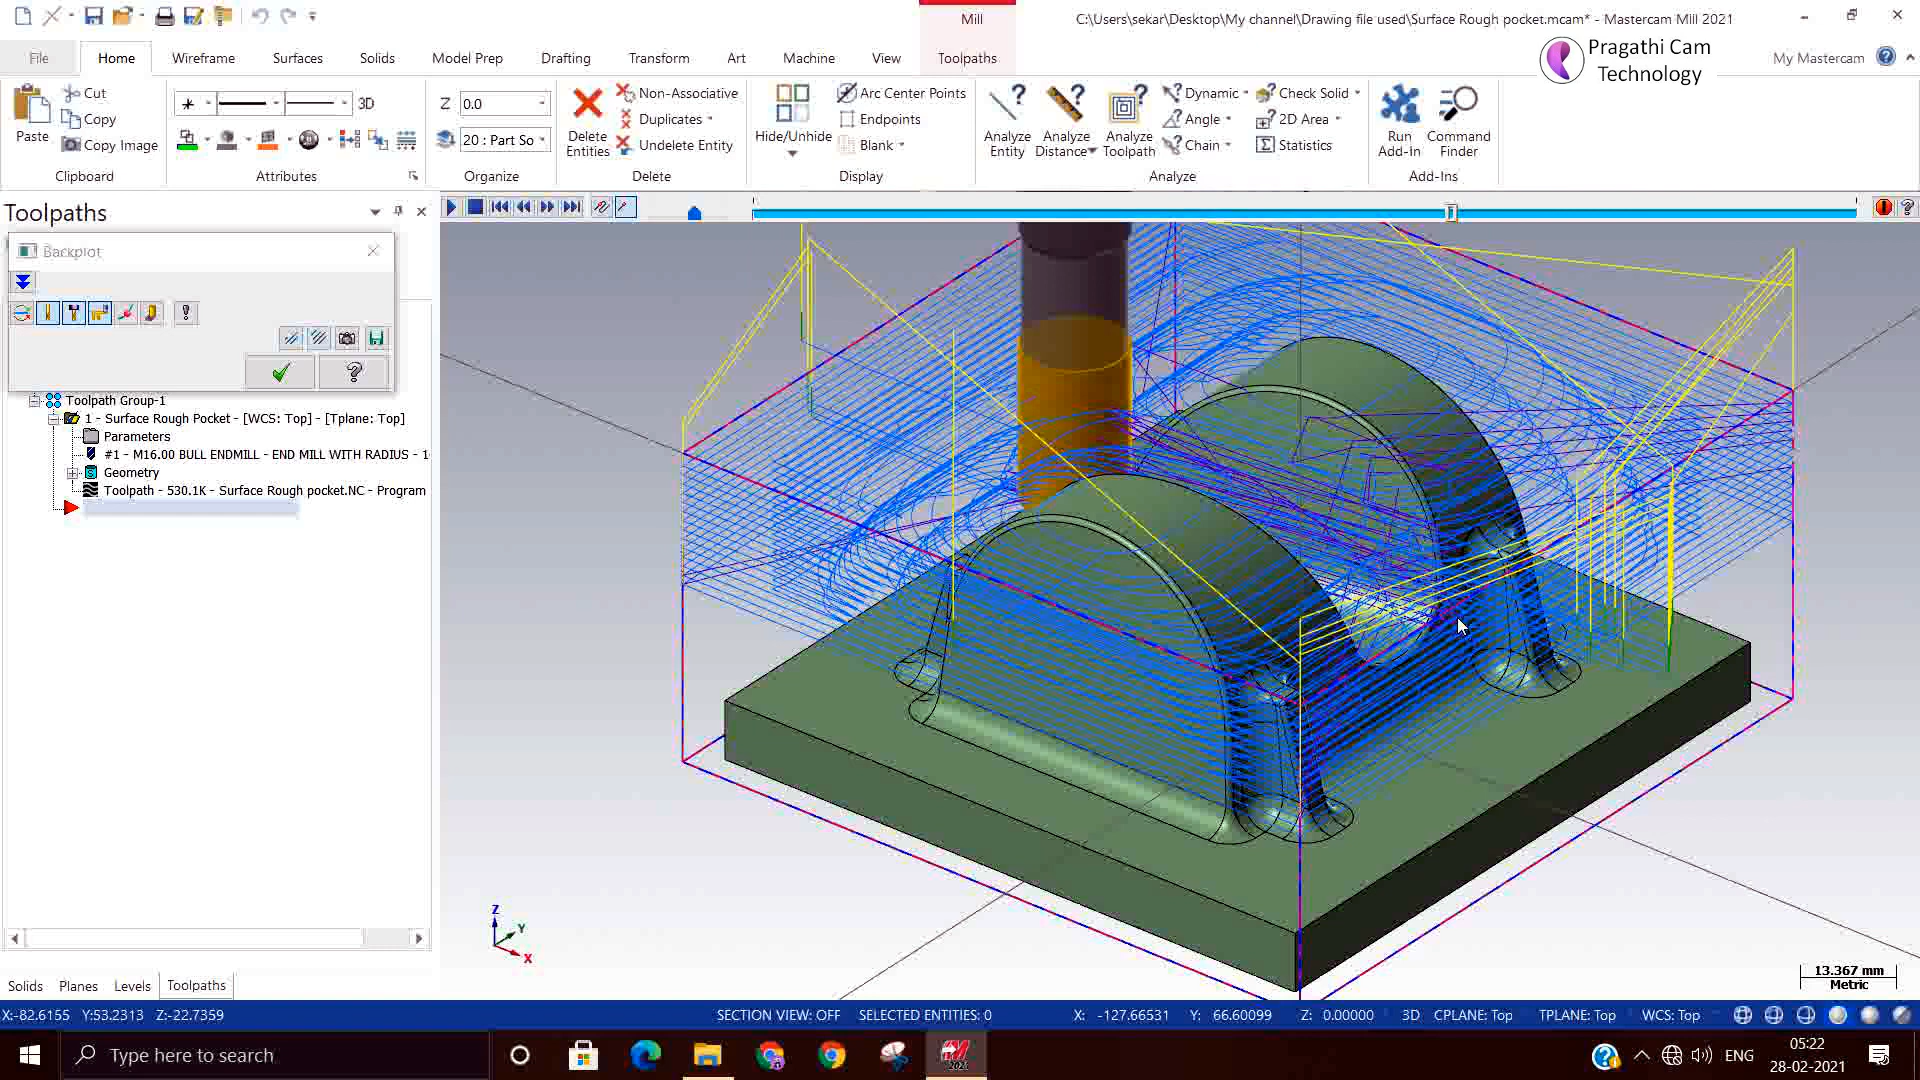 Mill
C:\Users\sekar\Desktop\My channel\Drawing file used\Surface Rough pocket.mcam* - Mastercam Mill 2021
File
Home
Wireframe
Surfaces
Solids
Model Prep
Drafting
Transform
Art
Machine
View
Toolpaths
Pragathi Cam
Technology
My Mastercam
Paste
Cut
Copy
Copy Image
Clipboard
3D
Attributes
Z 0.0
20 : Part So
Organize
Delete
Entities
Non-Associative
Duplicates
Undelete Entity
Delete
Hide/Unhide
Arc Center Points
Endpoints
Blank
Display
Analyze
Entity
Analyze
Distance
Analyze
Toolpath
Dynamic
Angle
Chain
Check Solid
2D Area
Statistics
Analyze
Run
Add-In
Command
Finder
Add-Ins
Toolpaths
Backplot
Toolpath Group-1
1 - Surface Rough Pocket - [WCS: Top] - [Tplane: Top]
Parameters
#1 - M16.00 BULL ENDMILL - END MILL WITH RADIUS - 1
Geometry
Toolpath - 530.1K - Surface Rough pocket.NC - Program
Z
Y
X
13.367 mm
Metric
Solids
Planes
Levels
Toolpaths
X:-82.6155 Y:53.2313 Z:-22.7359
SECTION VIEW: OFF
SELECTED ENTITIES: 0
X: -127.66531
Y: 66.60099
Z: 0.00000
3D
CPLANE: Top
TPLANE: Top
WCS: Top
Type here to search
2021
ENG
05:22
28-02-2021